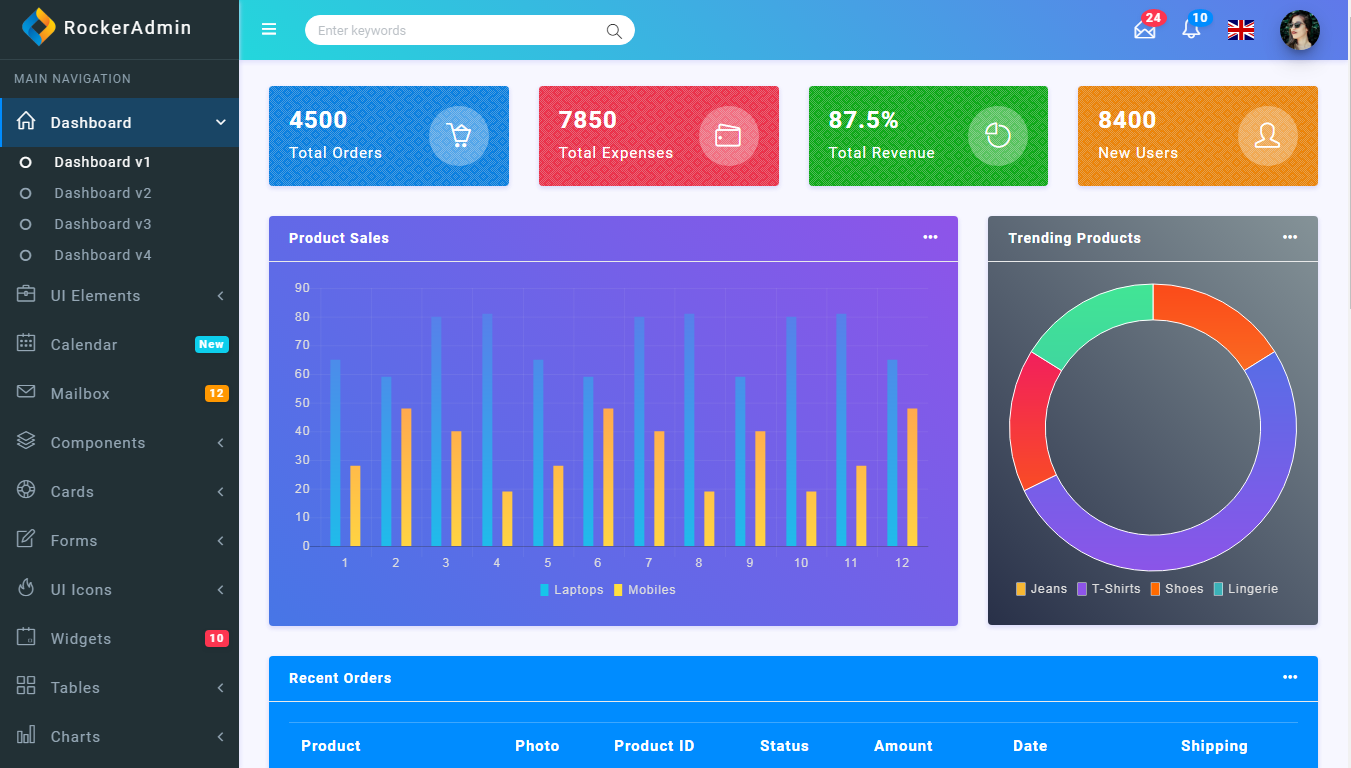 RockerAdmin
MAIN NAVIGATION
Dashboard
Dashboard v1
Dashboard v2
Dashboard v3
Dashboard v4
UI Elements
Calendar New
Mailbox 12
Components
Cards
Forms
UI Icons
Widgets 10
Tables
Charts
Enter keywords
24 10
4500
Total Orders
7850
Total Expenses
87.5%
Total Revenue
8400
New Users
Product Sales
90
80
70
60
50
40
30
20
10
0
1 2 3 4 5 6 7 8 9 10 11 12
Laptops Mobiles
Trending Products
Jeans T-Shirts Shoes Lingerie
Recent Orders
Product Photo Product ID Status Amount Date Shipping